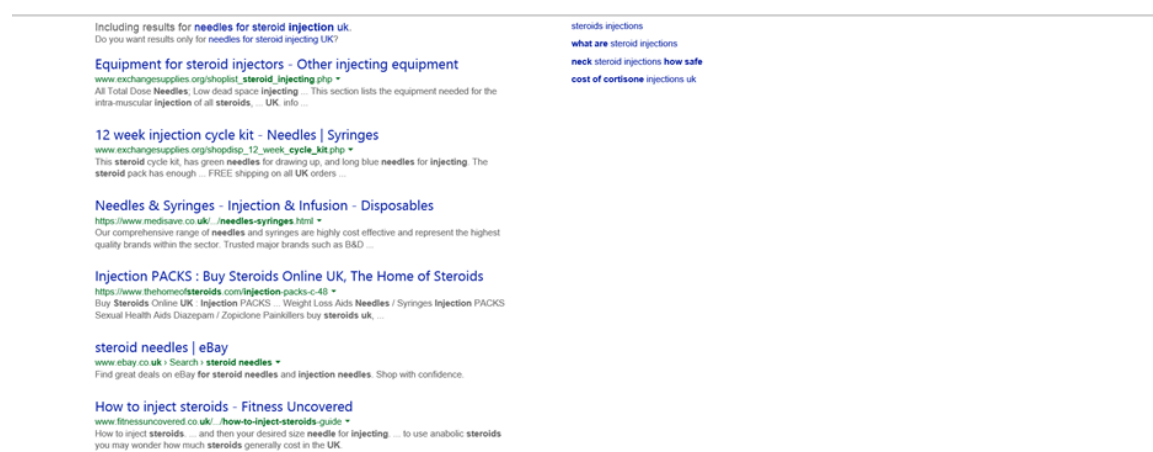 Including results for needles for steroid injection uk.
Do you want results only for needles for steroid injecting UK?
Equipment for steroid injectors - Other injecting equipment
www.exchangesupplies.org/shoplist_steroid_injecting.php
All Total Dose Needles; Low dead space injecting ... This section lists the equipment needed for the
intra-muscular injection of all steroids, ... UK. info ...
12 week injection cycle kit - Needles | Syringes
www.exchangesupplies.org/shopdisp_12_week_cycle_kit.php
This steroid cycle kit, has green needles for drawing up, and long blue needles for injecting. The
steroid pack has enough ... FREE shipping on all UK orders ...
Needles & Syringes - Injection & Infusion - Disposables
https://www.medisave.co.uk/.../needles-syringes.html
Our comprehensive range of needles and syringes are highly cost effective and represent the highest
quality brands within the sector. Trusted major brands such as B&D ...
Injection PACKS : Buy Steroids Online UK, The Home of Steroids
https://www.thehomeofsteroids.com/injection-packs-c-48
Buy Steroids Online UK : Injection PACKS ... Weight Loss Aids Needles / Syringes Injection PACKS
Sexual Health Aids Diazepam / Zopiclone Painkillers buy steroids uk, ...
steroid needles | eBay
www.ebay.co.uk › Search › steroid needles
Find great deals on eBay for steroid needles and injection needles. Shop with confidence.
How to inject steroids - Fitness Uncovered
www.fitnessuncovered.co.uk/.../how-to-inject-steroids-guide
How to inject steroids. ... and then your desired size needle for injecting. ... to use anabolic steroids
you may wonder how much steroids generally cost in the UK.
steroids injections
what are steroid injections
neck steroid injections how safe
cost of cortisone injections uk